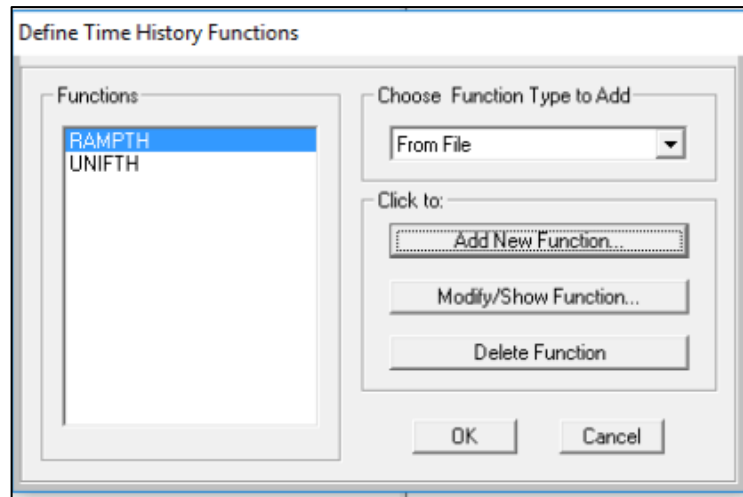 Define Time History Functions
Functions
RAMPTH
UNIFTH
Choose Function Type to Add
From File
Click to:
Add New Function...
Modify/Show Function...
Delete Function
OK
Cancel